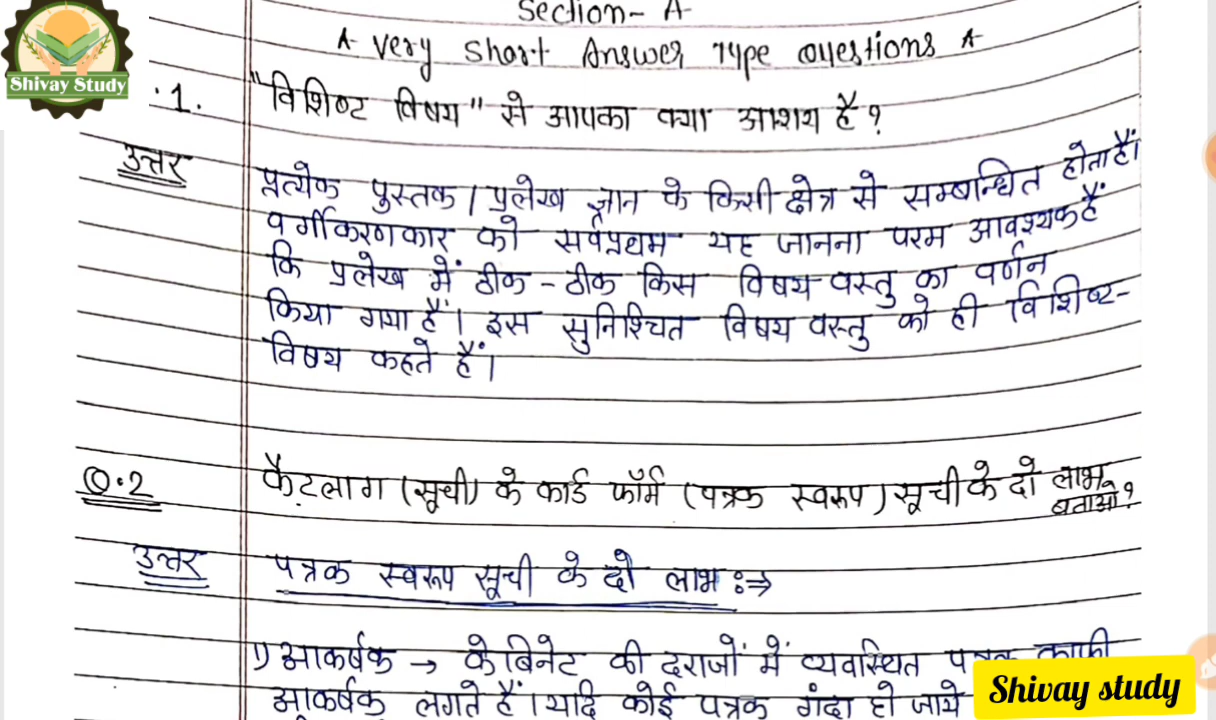 Section- A
A- Very Short Answer Type Questions A-
Shivay Study
.1. "विशिष्ट विषय" से आपका क्या आशय है ?
उत्तर प्रत्येक पुस्तक / प्रलेख ज्ञान के किसी क्षेत्र से सम्बन्धित होता हैं।
वर्गीकरणकार को सर्वप्रथम यह जानना परम आवश्यक हैं
कि प्रलेख में ठीक - ठीक किस विषय वस्तु का वर्णन
किया गया हैं। इस सुनिश्चित विषय वस्तु को ही विशिष्ट-
विषय कहते हैं।
Q.2 कैटलाग (सूची) के कार्ड फॉर्म (पत्रक स्वरूप) सूची के दो लाभ
बताओ ?
उत्तर पत्रक स्वरूप सूची के दो लाभ :⇒
1) आकर्षक → केबिनेट की दराजों में व्यवस्थित पत्रक काफी
आकर्षक लगते हैं। यदि कोई पत्रक गंदा हो जाये
Shivay study